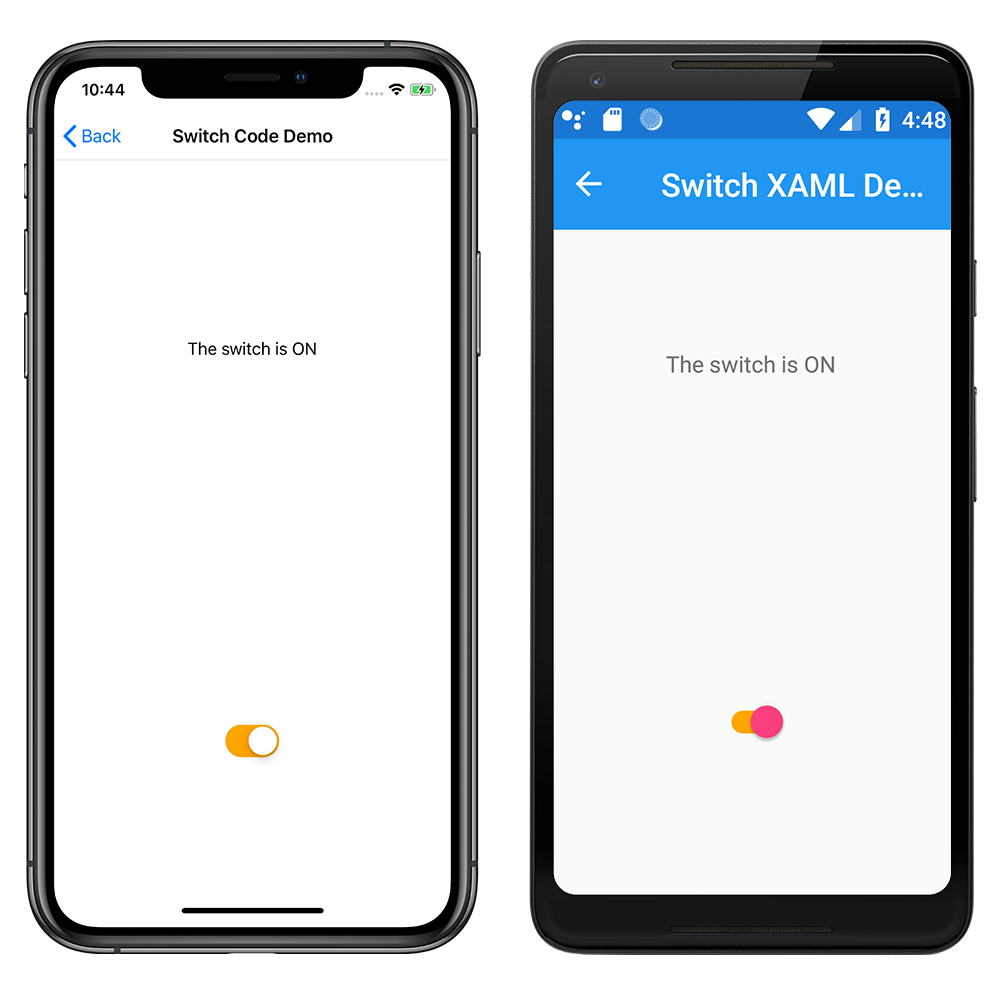 10:44
Back
Switch Code Demo
The switch is ON
4:48
Switch XAML De...
The switch is ON